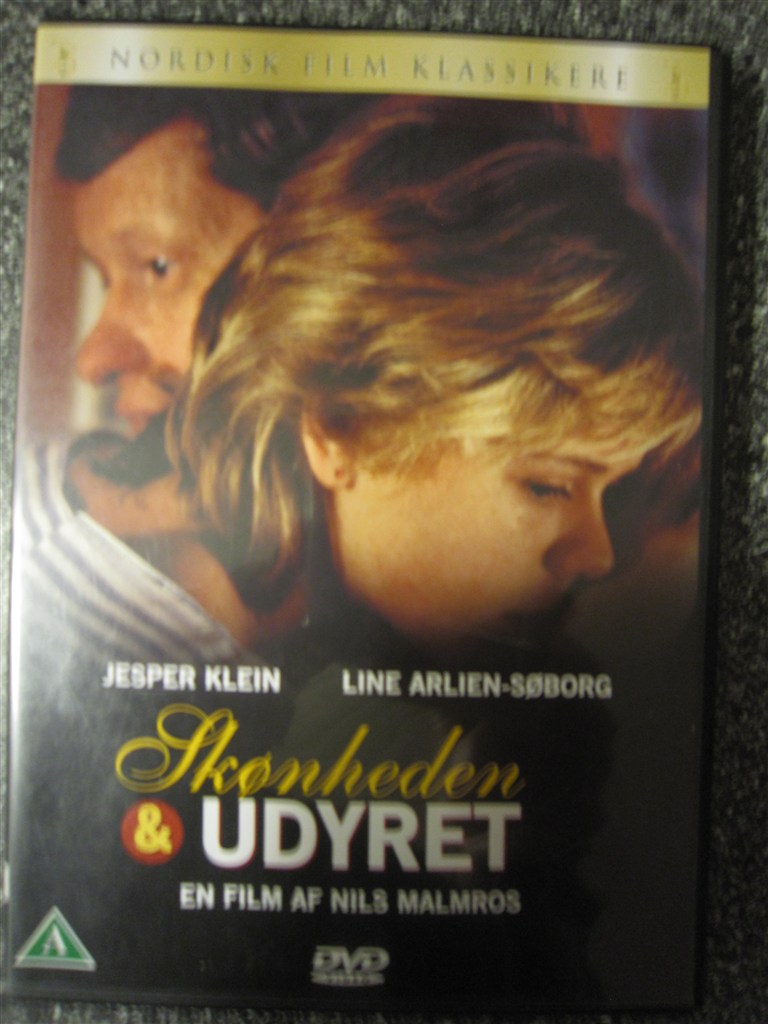 NORDISK FILM KLASSIKERE
JESPER KLEIN LINE ARLIEN-SØBORG
Skønheden
& UDYRET
EN FILM AF NILS MALMROS
A
DVD